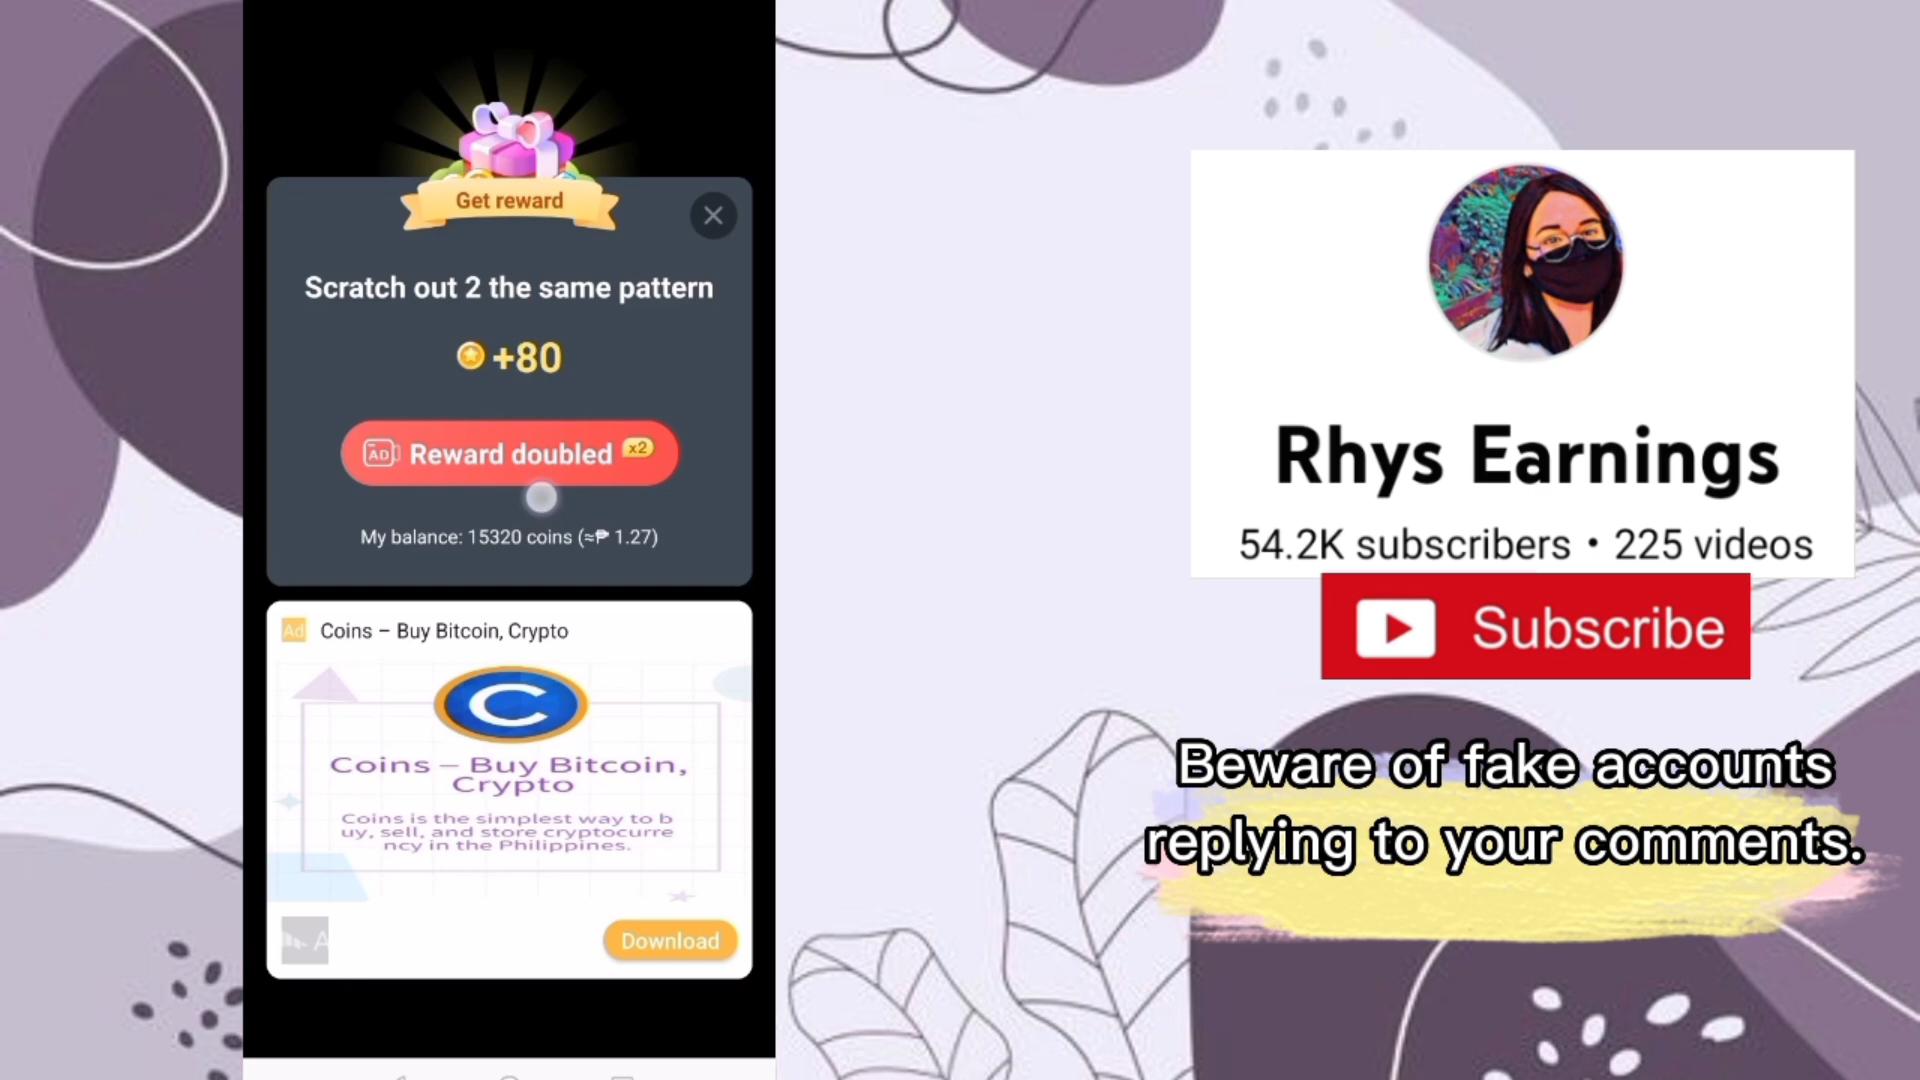 Get reward
Scratch out 2 the same pattern
+80
AD Reward doubled x2
My balance: 15320 coins (≈₱ 1.27)
Ad Coins – Buy Bitcoin, Crypto
C
Coins – Buy Bitcoin,
Crypto
Coins is the simplest way to b
uy, sell, and store cryptocurre
ncy in the Philippines.
A
Download
Rhys Earnings
54.2K subscribers • 225 videos
Subscribe
Beware of fake accounts
replying to your comments.